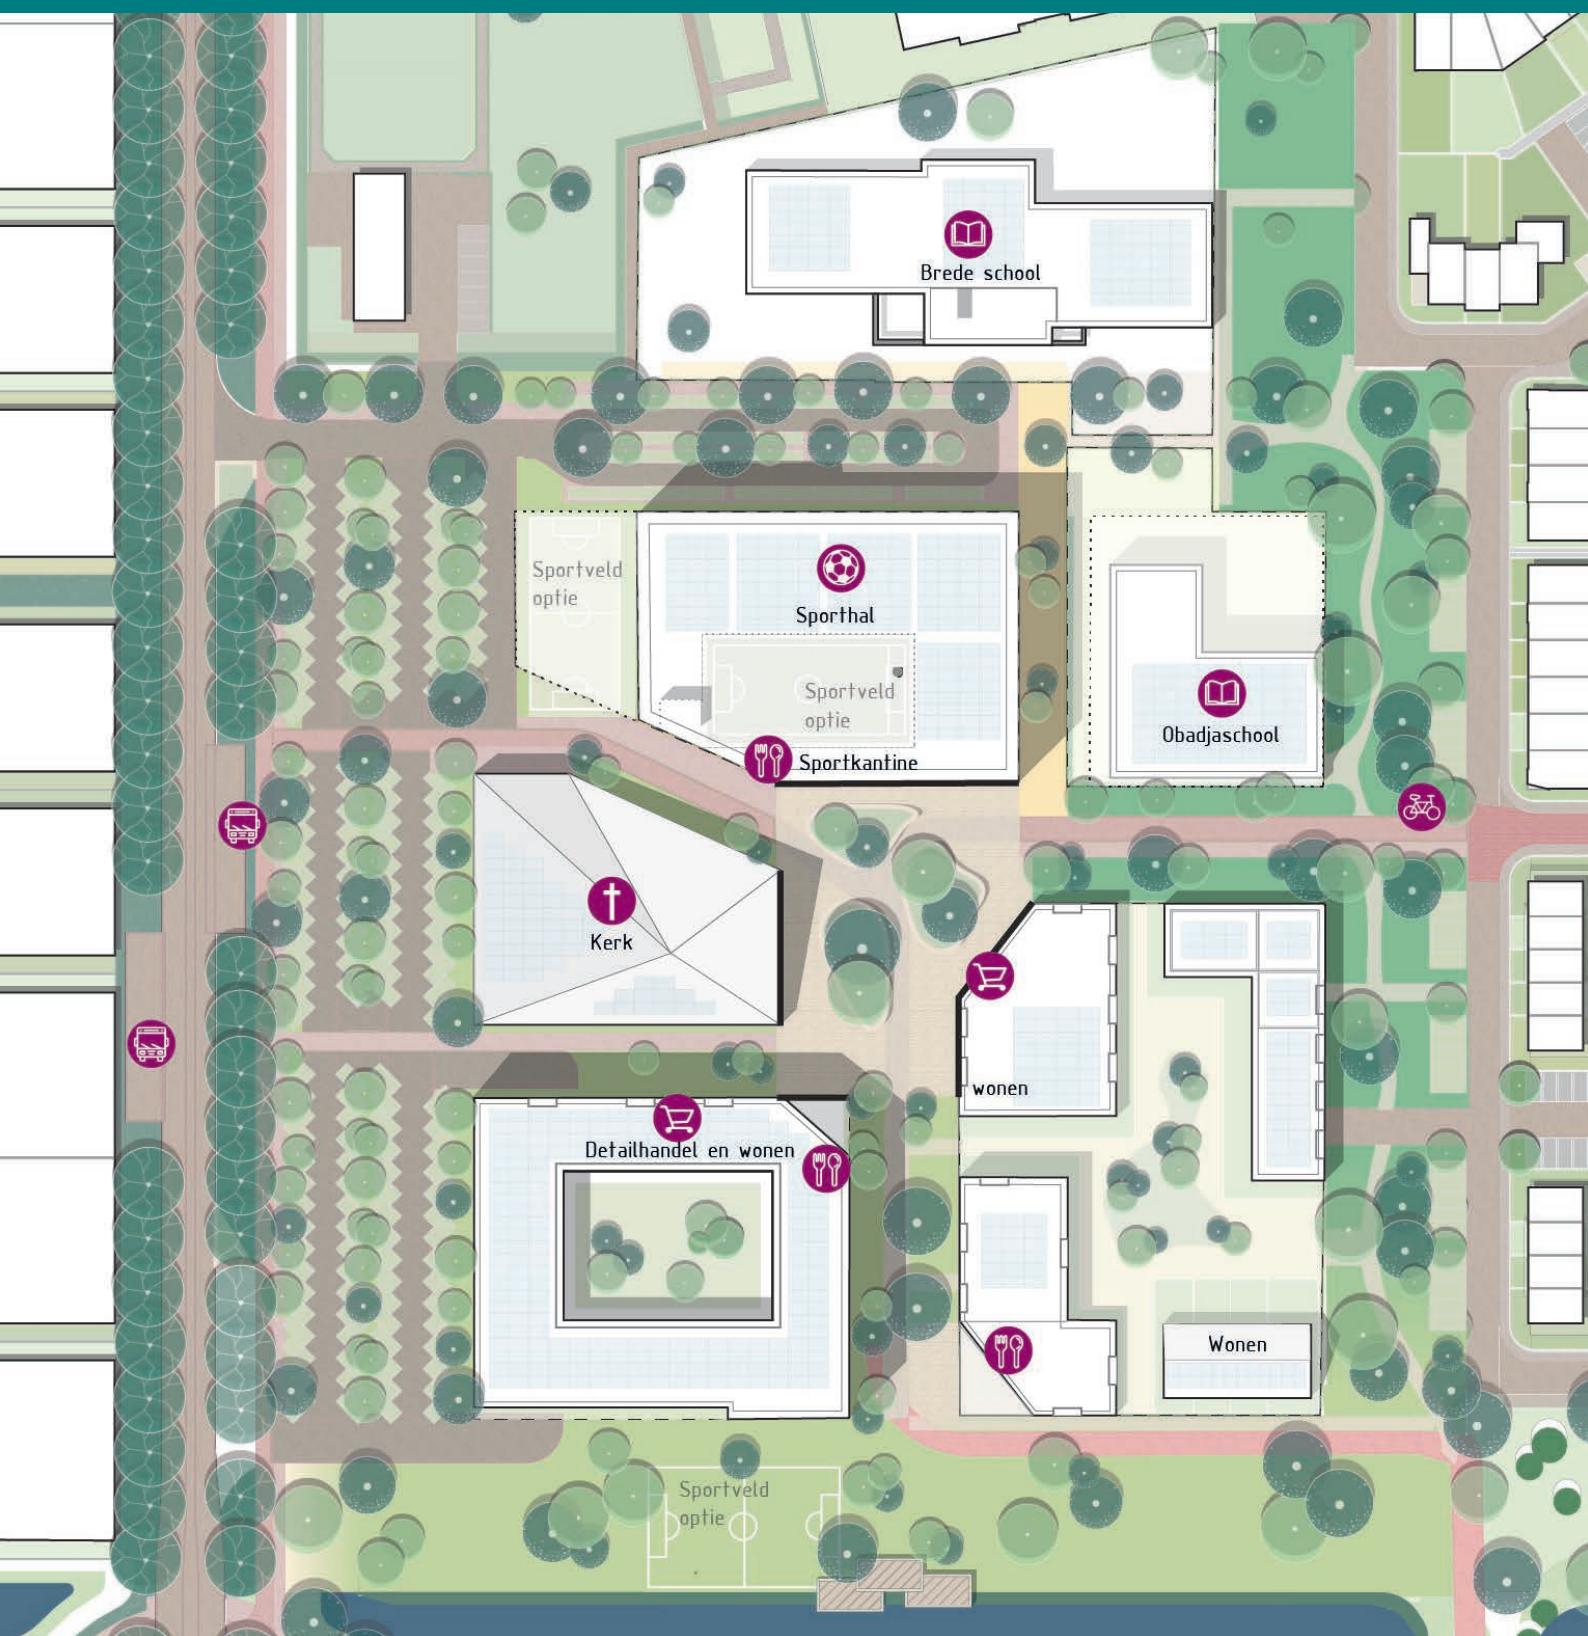 Brede school
Sportveld
optie
Sporthal
Sportveld
optie
Sportkantine
Obadjaschool
Kerk
wonen
Detailhandel en wonen
Wonen
Sportveld
optie